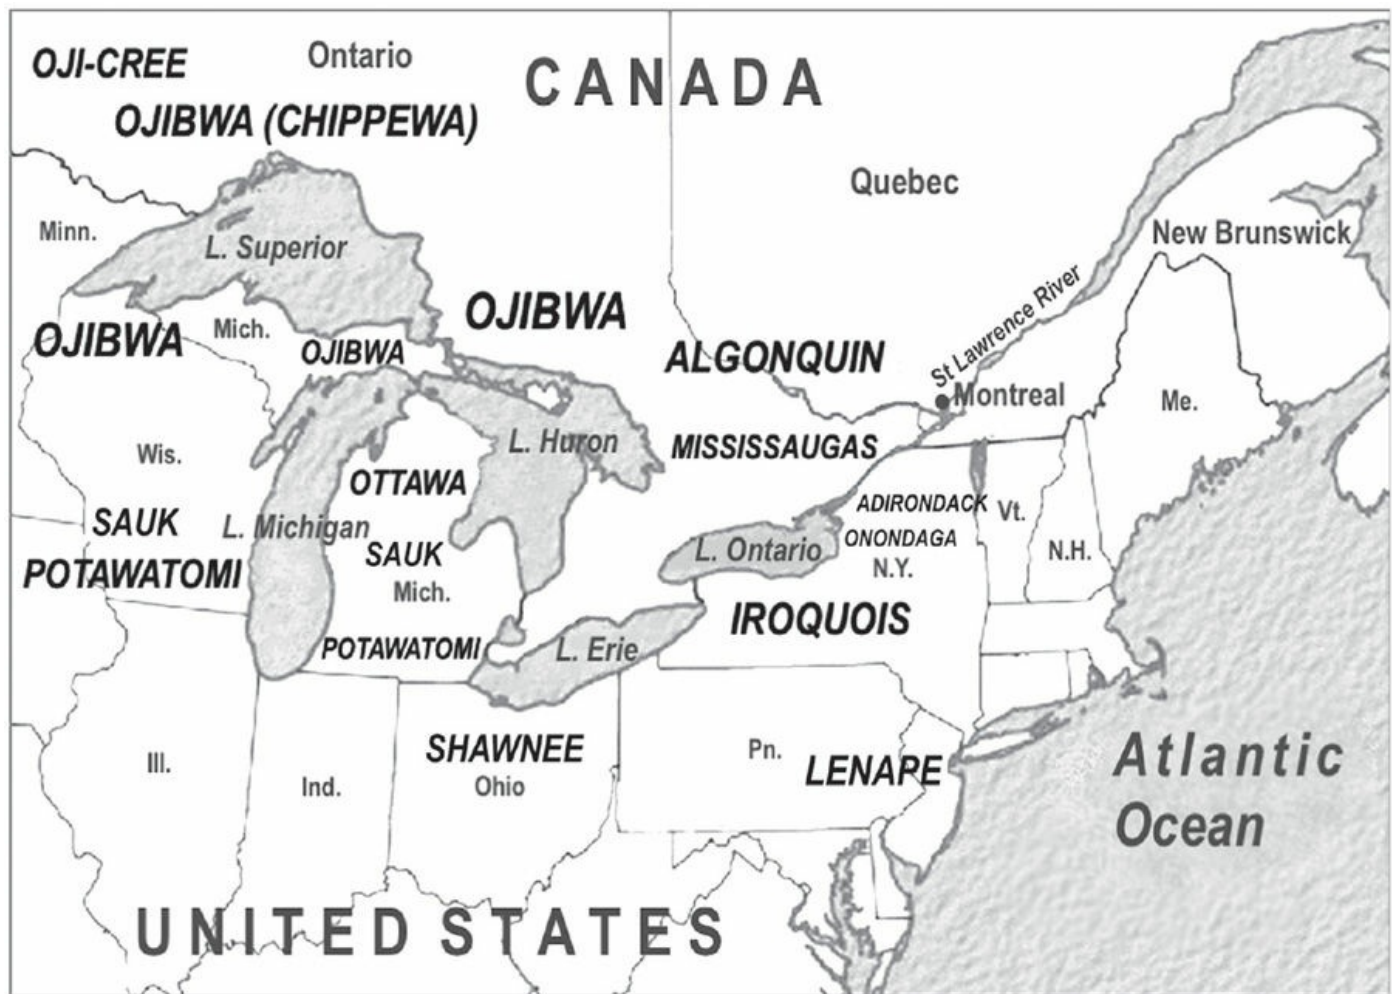 OJI-CREE
Ontario
CANADA
OJIBWA (CHIPPEWA)
Quebec
Minn.
L. Superior
New Brunswick
OJIBWA
Mich.
OJIBWA
OJIBWA
ALGONQUIN
St Lawrence River
Montreal
Me.
Wis.
L. Huron
MISSISSAUGAS
OTTAWA
ADIRONDACK
Vt.
SAUK
L. Michigan
SAUK
L. Ontario
ONONDAGA
N.H.
POTAWATOMI
Mich.
N.Y.
IROQUOIS
POTAWATOMI
L. Erie
SHAWNEE
Pn.
LENAPE
Atlantic
Ocean
Ill.
Ind.
Ohio
UNITED STATES